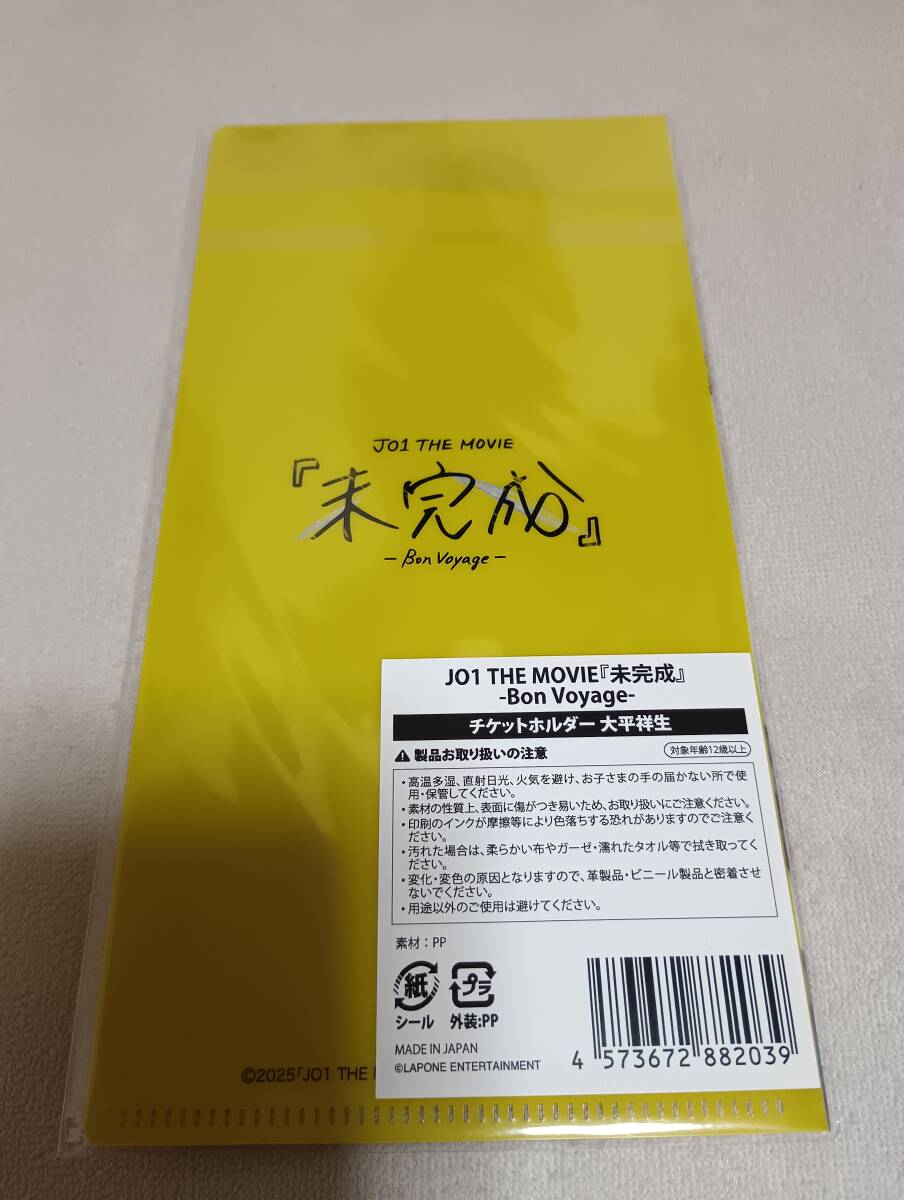 JO1 THE MOVIE
『未完成』
- Bon Voyage -
JO1 THE MOVIE『未完成』
-Bon Voyage-
チケットホルダー 大平祥生
製品お取り扱いの注意
対象年齢12歳以上
・高温多湿、直射日光、火気を避け、お子さまの手の届かない所で使
用・保管してください。
・素材の性質上、表面に傷がつき易いため、お取り扱いにご注意ください。
・印刷のインクが摩擦等により色落ちする恐れがありますのでご注意く
ださい。
・汚れた場合は、柔らかい布やガーゼ・濡れたタオル等で拭き取ってく
ださい。
・変化・変色の原因となりますので、革製品・ビニール製品と密着させ
ないでください。
・用途以外のご使用は避けてください。
素材：PP
紙
プラ
シール
外装:PP
MADE IN JAPAN
©LAPONE ENTERTAINMENT
4 573672 882039
©2025「JO1 THE